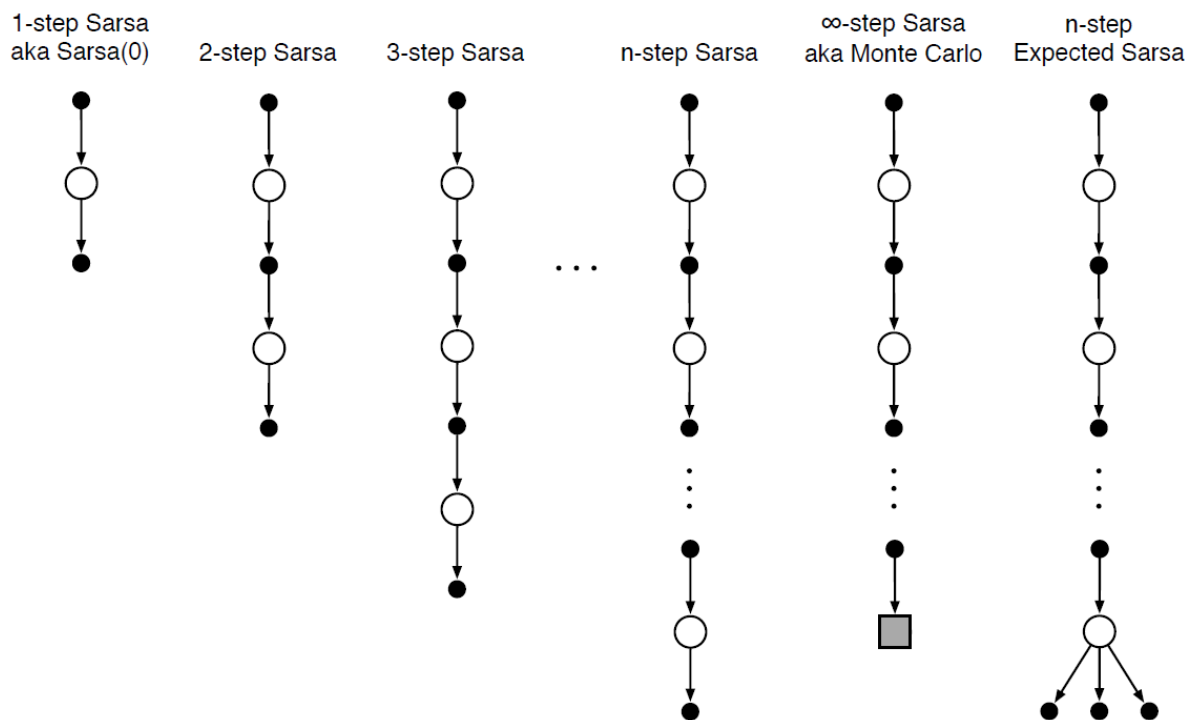 1-step Sarsa
aka Sarsa(0)
2-step Sarsa
3-step Sarsa
n-step Sarsa
∞-step Sarsa
aka Monte Carlo
n-step
Expected Sarsa